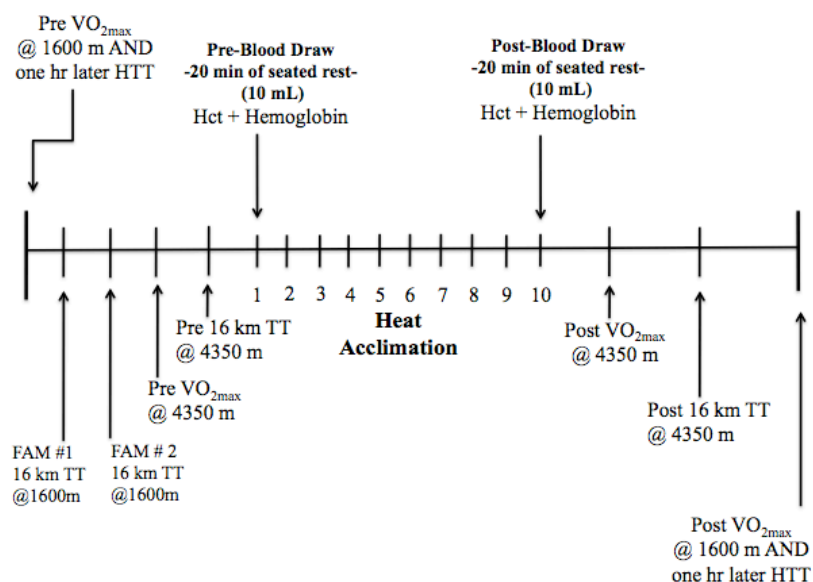 Pre VO2max
@ 1600 m AND
one hr later HTT
Pre-Blood Draw
-20 min of seated rest-
(10 mL)
Hct + Hemoglobin
Post-Blood Draw
-20 min of seated rest-
(10 mL)
Hct + Hemoglobin
1 2 3 4 5 6 7 8 9 10
Heat
Acclimation
Pre 16 km TT
@ 4350 m
Pre VO2max
@ 4350 m
FAM #1
16 km TT
@1600m
FAM # 2
16 km TT
@1600m
Post VO2max
@ 4350 m
Post 16 km TT
@ 4350 m
Post VO2max
@ 1600 m AND
one hr later HTT